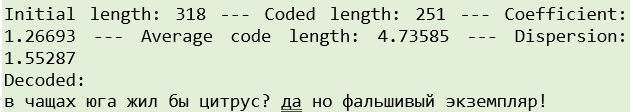 Initial length: 318 --- Coded length: 251 --- Coefficient:
1.26693 --- Average code length: 4.73585 --- Dispersion:
1.55287
Decoded:
в чащах юга жил бы цитрус? да но фальшивый экземпляр!